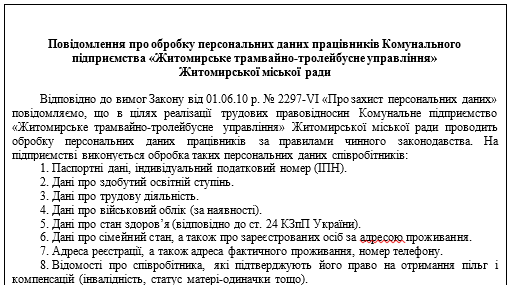 Повідомлення про обробку персональних даних працівників Комунального
підприємства «Житомирське трамвайно-тролейбусне управління»
Житомирської міської ради
Відповідно до вимог Закону від 01.06.10 р. № 2297-VI «Про захист персональних даних»
повідомляємо, що в цілях реалізації трудових правовідносин Комунальне підприємство
«Житомирське трамвайно-тролейбусне управління» Житомирської міської ради проводить
обробку персональних даних працівників за правилами чинного законодавства. На
підприємстві виконується обробка таких персональних даних співробітників:
1. Паспортні дані, індивідуальний податковий номер (ІПН).
2. Дані про здобутий освітній ступінь.
3. Дані про трудову діяльність.
4. Дані про військовий облік (за наявності).
5. Дані про стан здоров’я (відповідно до ст. 24 КЗпП України).
6. Дані про сімейний стан, а також про зареєстрованих осіб за адресою проживання.
7. Адреса реєстрації, а також адреса фактичного проживання, номер телефону.
8. Відомості про співробітника, які підтверджують його право на отримання пільг і
компенсацій (інвалідність, статус матері-одиначки тощо).